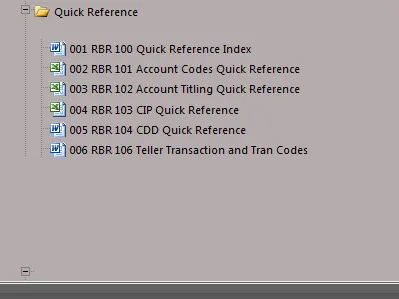 Quick Reference
001 RBR 100 Quick Reference Index
002 RBR 101 Account Codes Quick Reference
003 RBR 102 Account Titling Quick Reference
004 RBR 103 CIP Quick Reference
005 RBR 104 CDD Quick Reference
006 RBR 106 Teller Transaction and Tran Codes